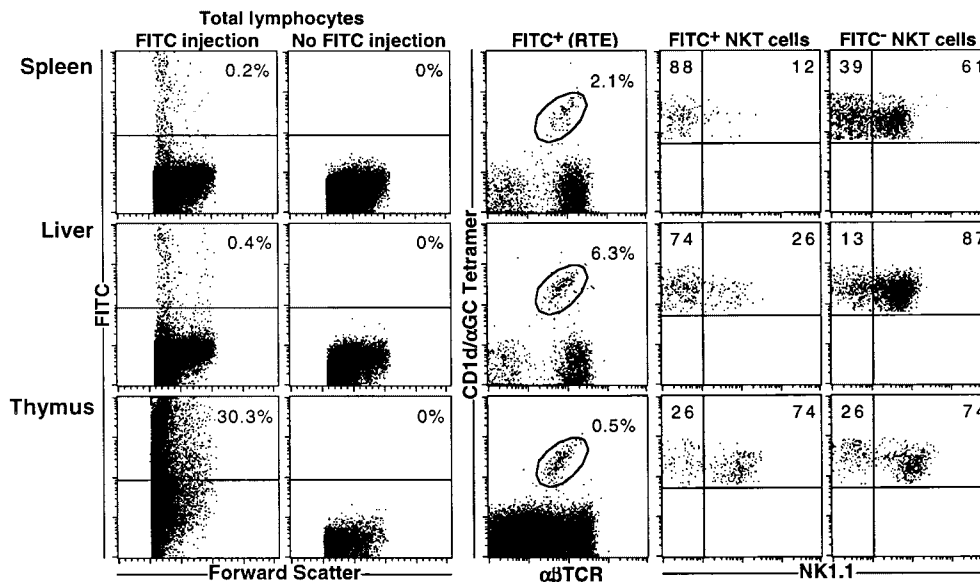 Total lymphocytes
FITC injection No FITC injection FITC+ (RTE) FITC+ NKT cells FITC- NKT cells
Spleen
0.2% 0% 2.1% 88 12 39 61
Liver
0.4% 0% 6.3% 74 26 13 87
Thymus
30.3% 0% 0.5% 26 74 26 74
FITC
CD1d/αGC Tetramer
Forward Scatter αβTCR NK1.1